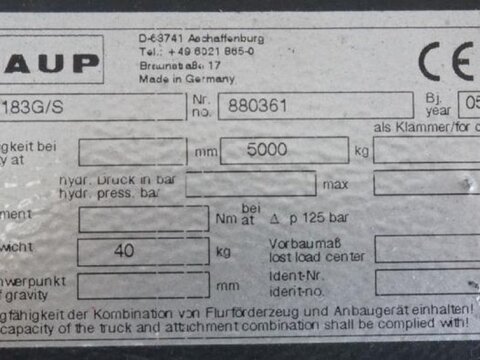 AUP
D-63741 Aschaffenburg
Tel.: +49 6021 865-0
Braunstraße 17
Made in Germany
CE
183G/S Nr. no. 880361 Bj. year 05
als Klammer/for c
igkeit bei
y at mm 5000 kg
hydr. Druck in bar
hydr. press. bar max
ment Nm bei at Δ p 125 bar
wicht 40 kg Vorbaumaß
lost load center
nwerpunkt mm Ident-Nr.
f gravity ident-no.
gfähigkeit der Kombination von Flurförderzeug und Anbaugerät einhalten!
capacity of the truck and attachment combination shall be complied with!